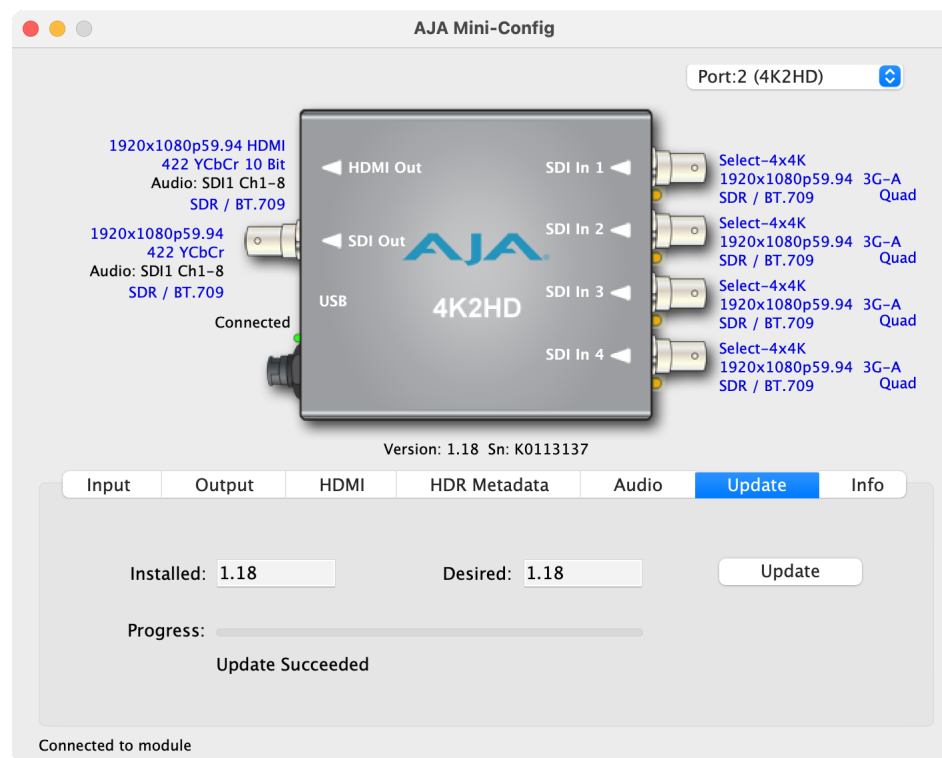 AJA Mini-Config
Port:2 (4K2HD)
1920x1080p59.94 HDMI
422 YCbCr 10 Bit
Audio: SDI1 Ch1-8
SDR / BT.709
1920x1080p59.94
422 YCbCr
Audio: SDI1 Ch1-8
SDR / BT.709
Connected
HDMI Out
SDI Out
USB
AJA
4K2HD
SDI In 1
SDI In 2
SDI In 3
SDI In 4
Select-4x4K
1920x1080p59.94 3G-A
SDR / BT.709 Quad
Select-4x4K
1920x1080p59.94 3G-A
SDR / BT.709 Quad
Select-4x4K
1920x1080p59.94 3G-A
SDR / BT.709 Quad
Select-4x4K
1920x1080p59.94 3G-A
SDR / BT.709 Quad
Version: 1.18 Sn: K0113137
Input Output HDMI HDR Metadata Audio Update Info
Installed: 1.18 Desired: 1.18 Update
Progress:
Update Succeeded
Connected to module